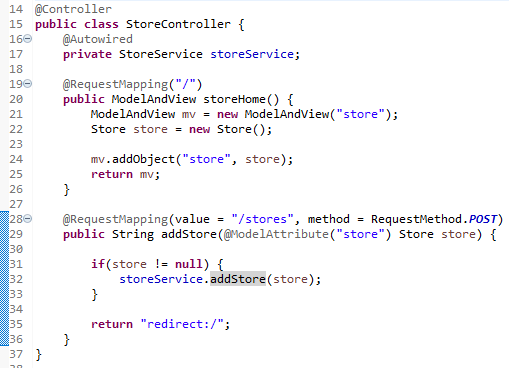 14 @Controller
15 public class StoreController {
16 @Autowired
17 private StoreService storeService;
18
19 @RequestMapping("/")
20 public ModelAndView storeHome() {
21 ModelAndView mv = new ModelAndView("store");
22 Store store = new Store();
23
24 mv.addObject("store", store);
25 return mv;
26 }
27
28 @RequestMapping(value = "/stores", method = RequestMethod.POST)
29 public String addStore(@ModelAttribute("store") Store store) {
30
31 if(store != null) {
32 storeService.addStore(store);
33 }
34
35 return "redirect:/";
36 }
37 }
38